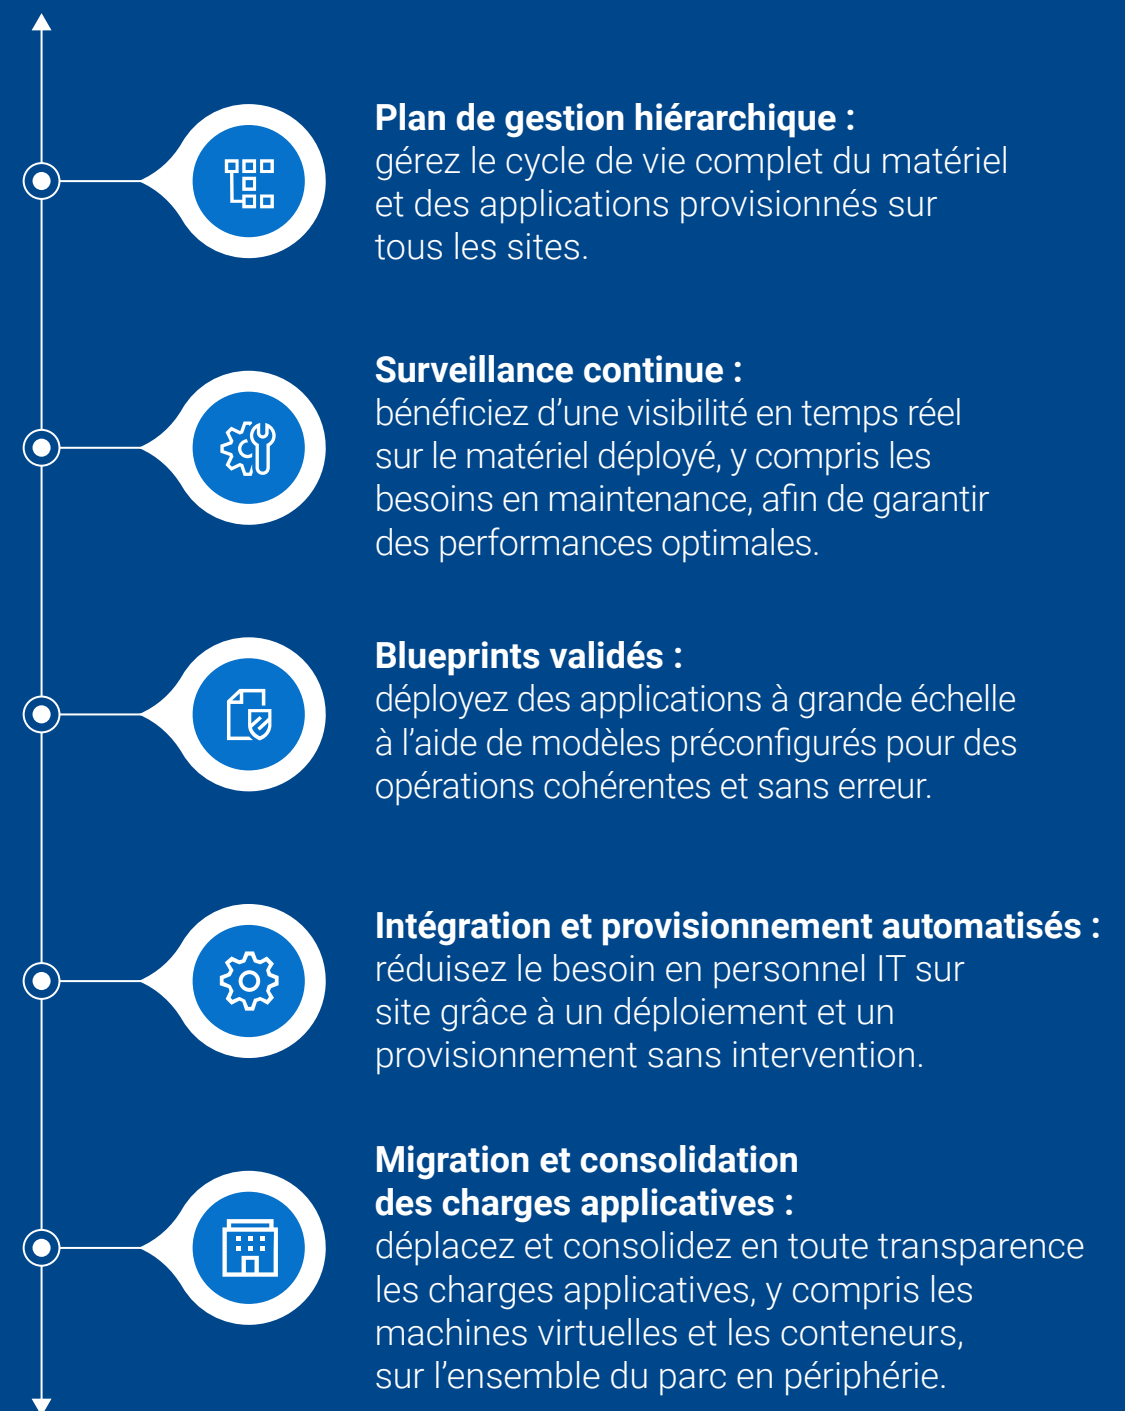 Plan de gestion hiérarchique :
gérez le cycle de vie complet du matériel
et des applications provisionnés sur
tous les sites.
Surveillance continue :
bénéficiez d’une visibilité en temps réel
sur le matériel déployé, y compris les
besoins en maintenance, afin de garantir
des performances optimales.
Blueprints validés :
déployez des applications à grande échelle
à l’aide de modèles préconfigurés pour des
opérations cohérentes et sans erreur.
Intégration et provisionnement automatisés :
réduisez le besoin en personnel IT sur
site grâce à un déploiement et un
provisionnement sans intervention.
Migration et consolidation
des charges applicatives :
déplacez et consolidez en toute transparence
les charges applicatives, y compris les
machines virtuelles et les conteneurs,
sur l’ensemble du parc en périphérie.